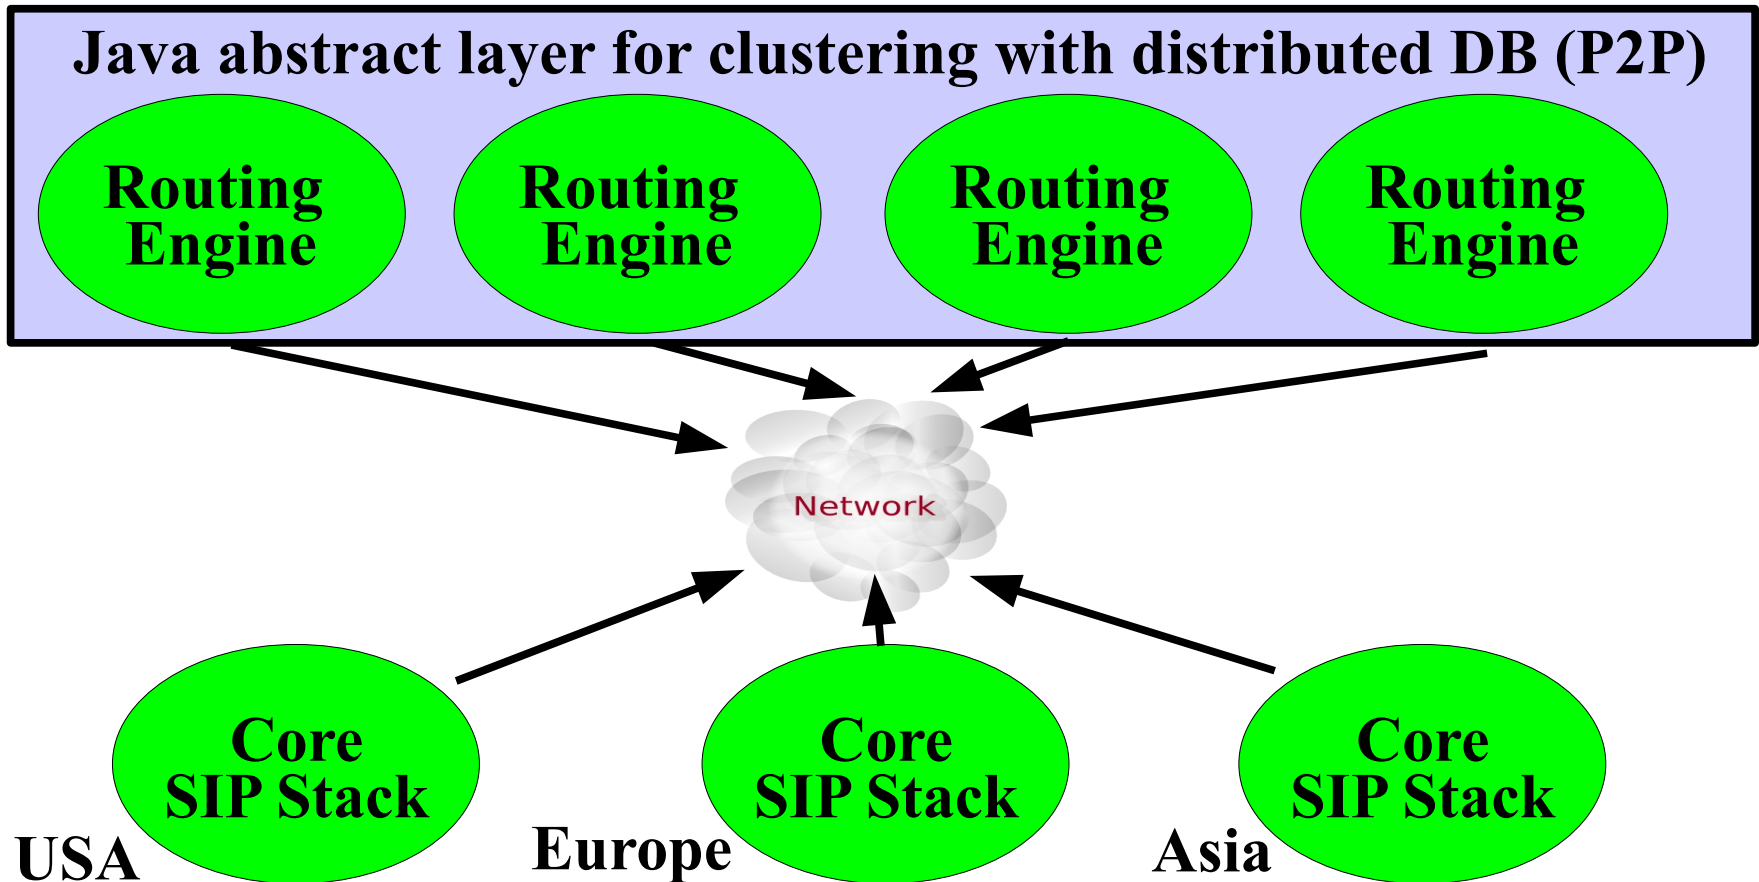 Java abstract layer for clustering with distributed DB (P2P)
Routing
Engine
Routing
Engine
Routing
Engine
Routing
Engine
Network
Core
SIP Stack
Core
SIP Stack
Core
SIP Stack
USA
Europe
Asia